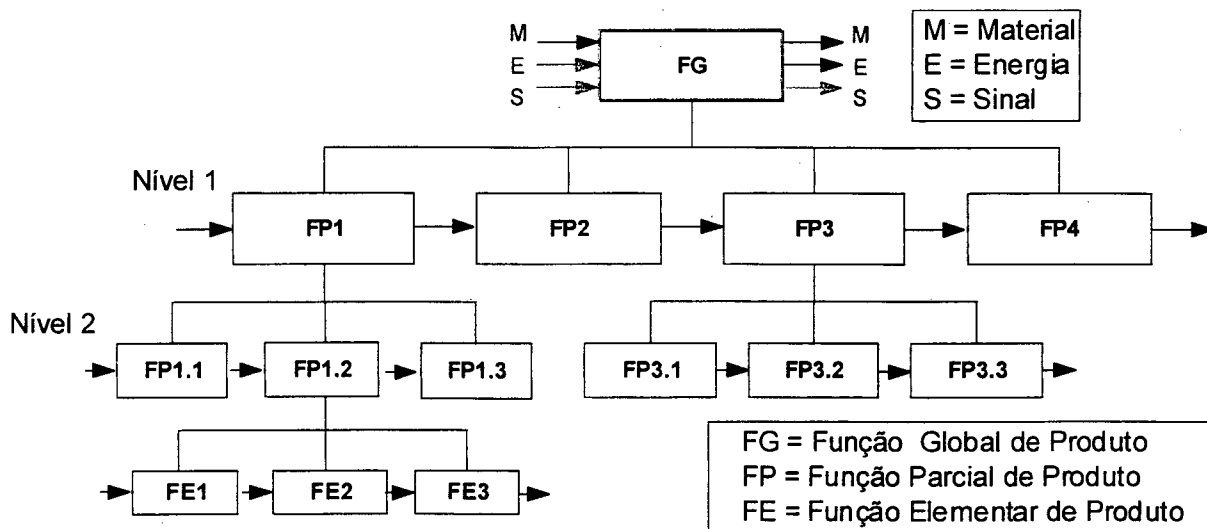 M
E
S
FG
M
E
S
M = Material
E = Energia
S = Sinal
Nível 1
FP1
FP2
FP3
FP4
Nível 2
FP1.1
FP1.2
FP1.3
FP3.1
FP3.2
FP3.3
FE1
FE2
FE3
FG = Função Global de Produto
FP = Função Parcial de Produto
FE = Função Elementar de Produto